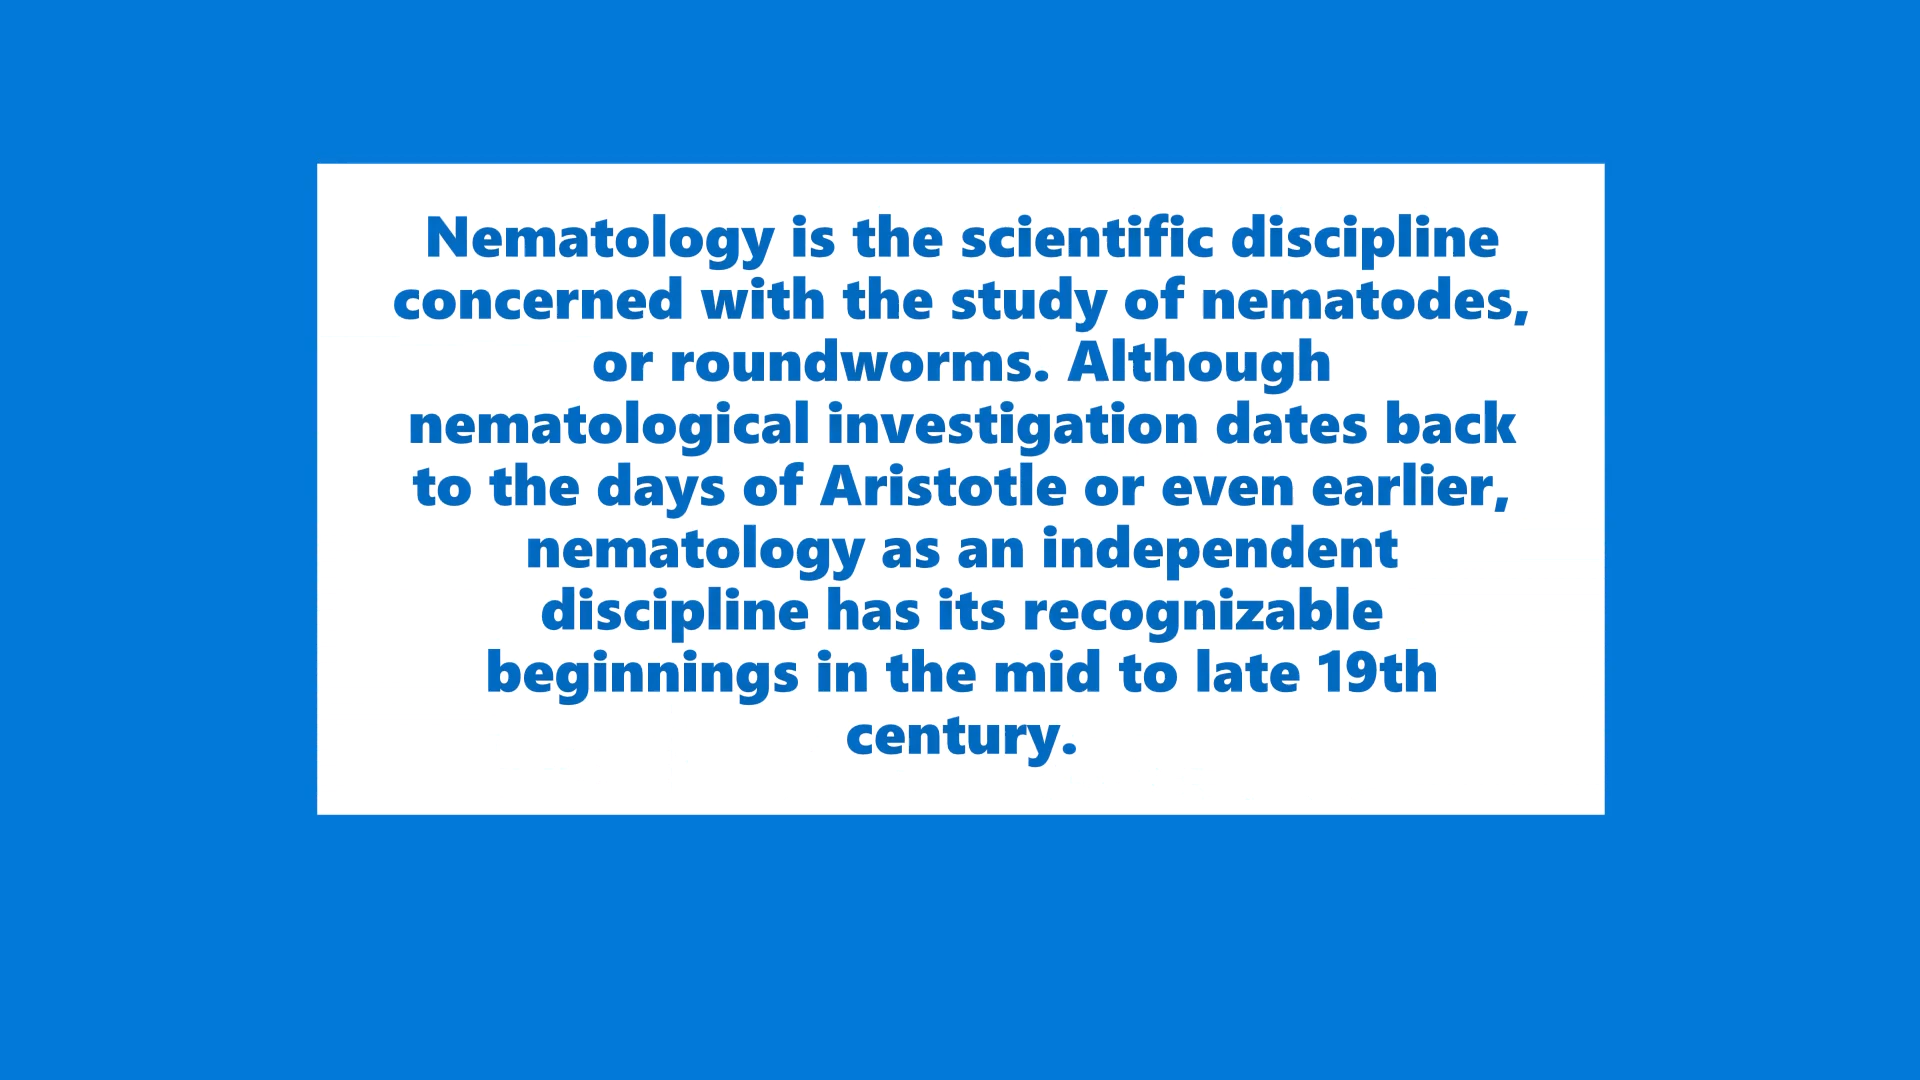 Nematology is the scientific discipline
concerned with the study of nematodes,
or roundworms. Although
nematological investigation dates back
to the days of Aristotle or even earlier,
nematology as an independent
discipline has its recognizable
beginnings in the mid to late 19th
century.